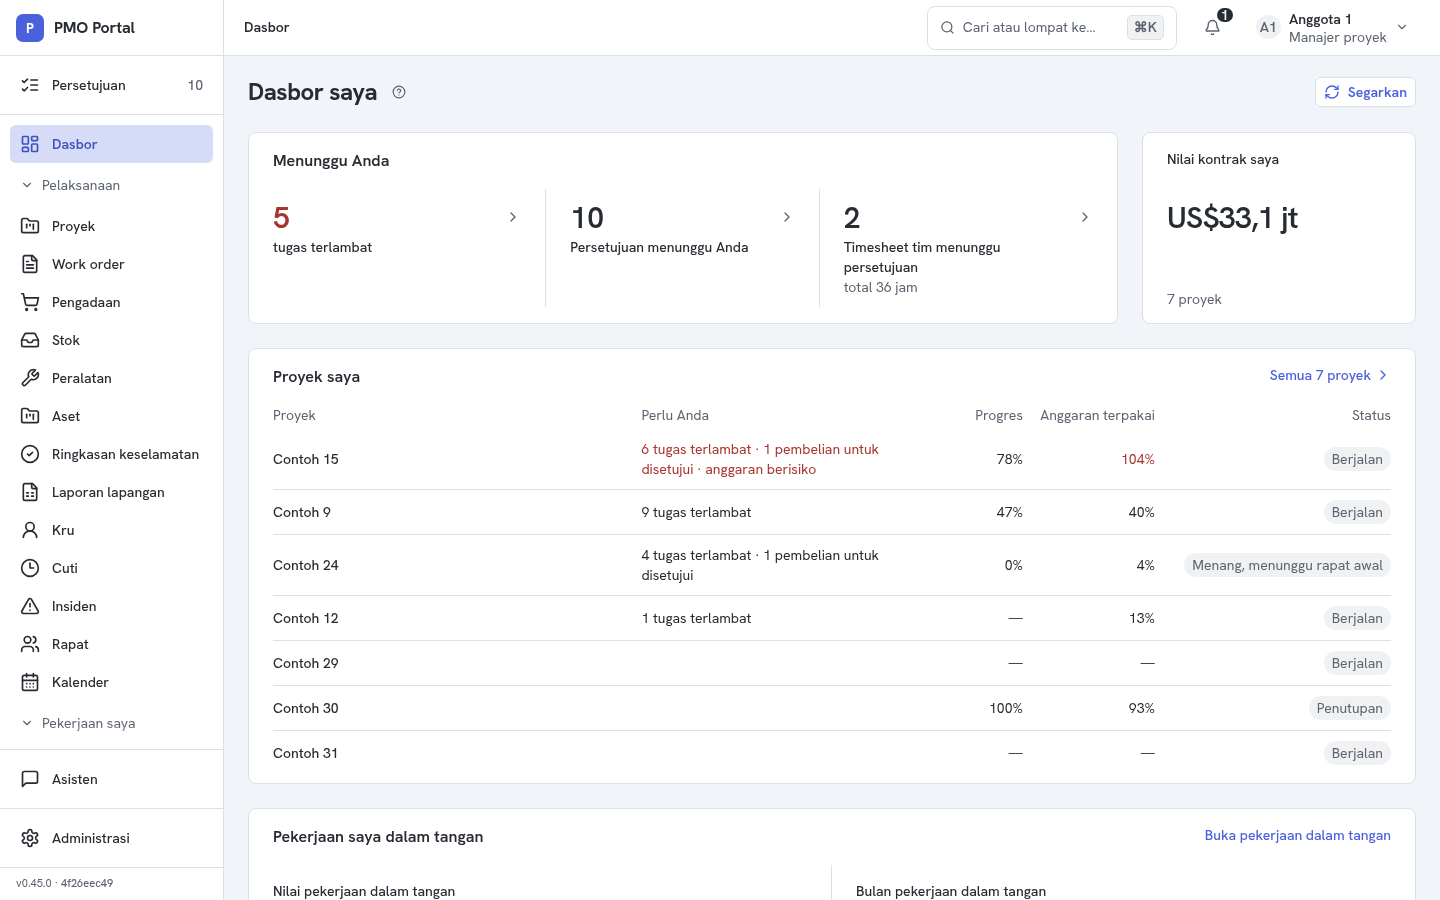 P PMO Portal
Dasbor
Cari atau lompat ke...
⌘K
1
A1
Anggota 1
Manajer proyek
Persetujuan 10
Dasbor
Pelaksanaan
Proyek
Work order
Pengadaan
Stok
Peralatan
Aset
Ringkasan keselamatan
Laporan lapangan
Kru
Cuti
Insiden
Rapat
Kalender
Pekerjaan saya
Asisten
Administrasi
v0.45.0 · 4f26eec49
Dasbor saya
Segarkan
Menunggu Anda
5
tugas terlambat
10
Persetujuan menunggu Anda
2
Timesheet tim menunggu
persetujuan
total 36 jam
Nilai kontrak saya
US$33,1 jt
7 proyek
Proyek saya
Semua 7 proyek
Proyek Perlu Anda Progres Anggaran terpakai Status
Contoh 15 6 tugas terlambat · 1 pembelian untuk
disetujui · anggaran berisiko 78% 104% Berjalan
Contoh 9 9 tugas terlambat 47% 40% Berjalan
Contoh 24 4 tugas terlambat · 1 pembelian untuk
disetujui 0% 4% Menang, menunggu rapat awal
Contoh 12 1 tugas terlambat — 13% Berjalan
Contoh 29 — — Berjalan
Contoh 30 100% 93% Penutupan
Contoh 31 — — Berjalan
Pekerjaan saya dalam tangan
Buka pekerjaan dalam tangan
Nilai pekerjaan dalam tangan
Bulan pekerjaan dalam tangan